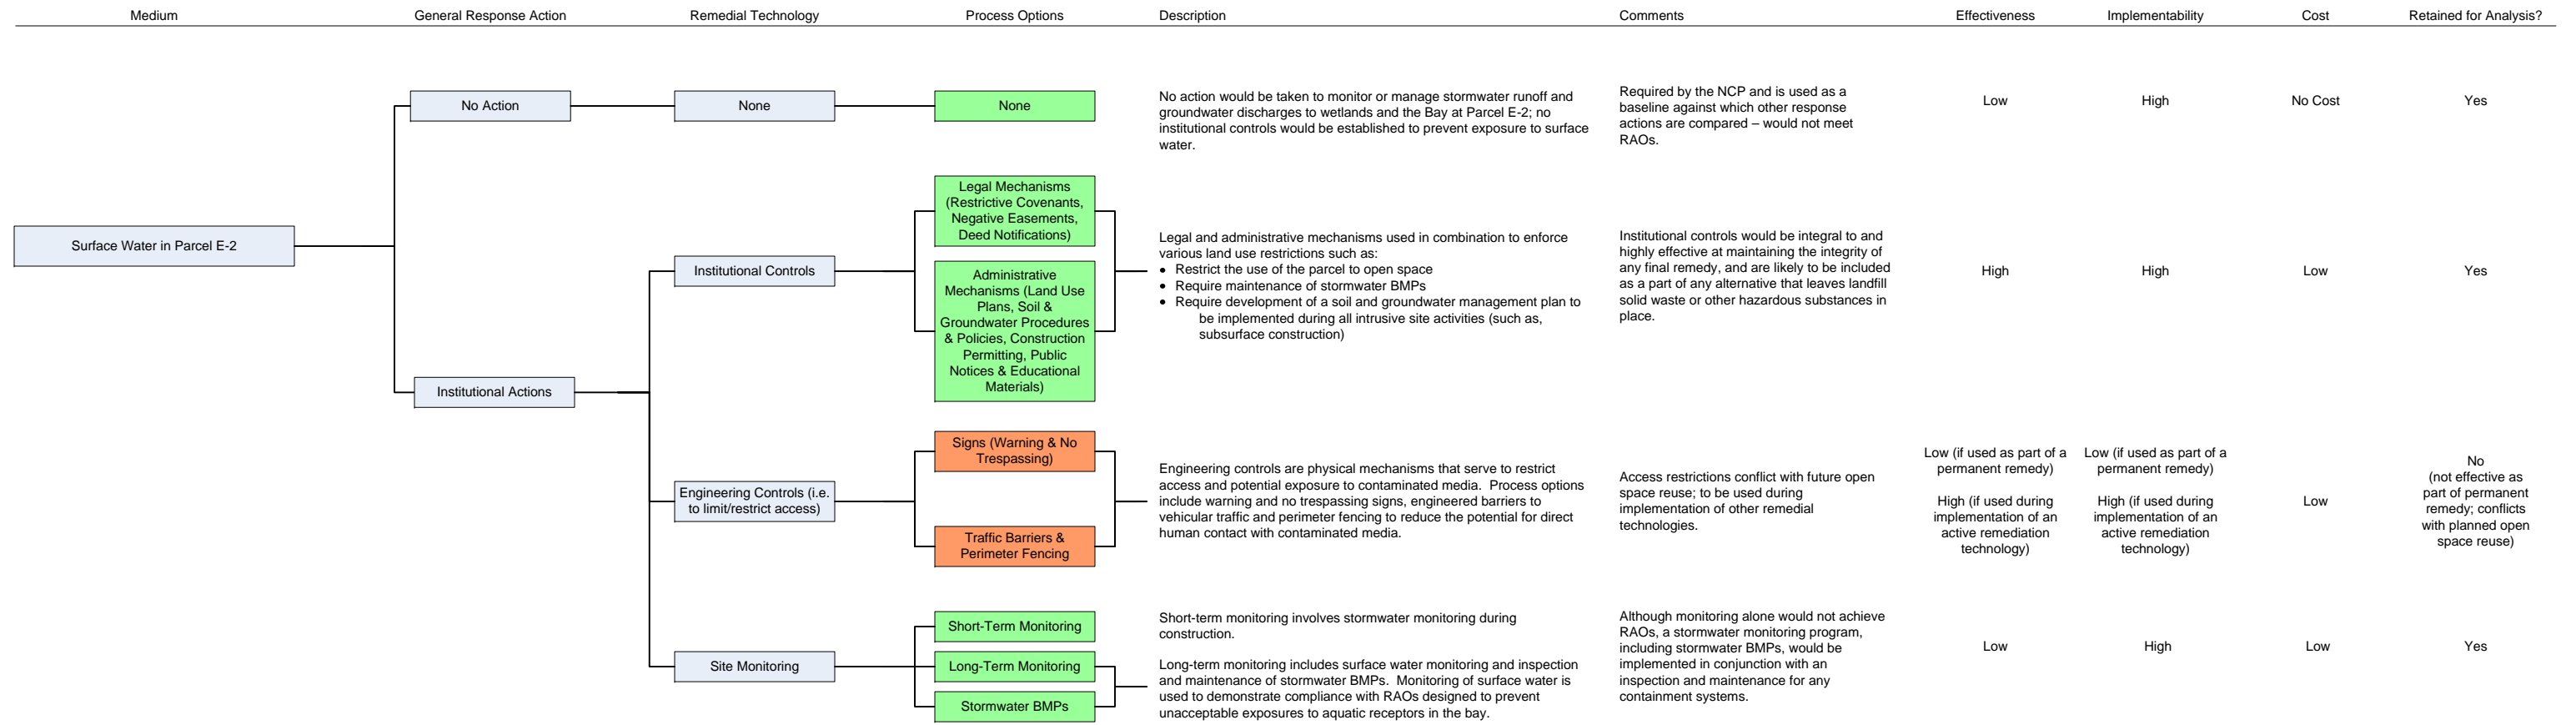 Medium
General Response Action
Remedial Technology
Process Options
Description
Comments
Effectiveness
Implementability
Cost
Retained for Analysis?
No Action
None
None
No action would be taken to monitor or manage stormwater runoff and
groundwater discharges to wetlands and the Bay at Parcel E-2; no
institutional controls would be established to prevent exposure to surface
water.
Required by the NCP and is used as a
baseline against which other response
actions are compared – would not meet
RAOs.
Low
High
No Cost
Yes
Surface Water in Parcel E-2
Institutional Controls
Legal Mechanisms
(Restrictive Covenants,
Negative Easements,
Deed Notifications)
Administrative
Mechanisms (Land Use
Plans, Soil &
Groundwater Procedures
& Policies, Construction
Permitting, Public
Notices & Educational
Materials)
Legal and administrative mechanisms used in combination to enforce
various land use restrictions such as:
• Restrict the use of the parcel to open space
• Require maintenance of stormwater BMPs
• Require development of a soil and groundwater management plan to
be implemented during all intrusive site activities (such as,
subsurface construction)
Institutional controls would be integral to and
highly effective at maintaining the integrity of
any final remedy, and are likely to be included
as a part of any alternative that leaves landfill
solid waste or other hazardous substances in
place.
High
High
Low
Yes
Institutional Actions
Engineering Controls (i.e.
to limit/restrict access)
Signs (Warning & No
Trespassing)
Traffic Barriers &
Perimeter Fencing
Engineering controls are physical mechanisms that serve to restrict
access and potential exposure to contaminated media.  Process options
include warning and no trespassing signs, engineered barriers to
vehicular traffic and perimeter fencing to reduce the potential for direct
human contact with contaminated media.
Access restrictions conflict with future open
space reuse; to be used during
implementation of other remedial
technologies.
Low (if used as part of a
permanent remedy)
High (if used during
implementation of an
active remediation
technology)
Low (if used as part of a
permanent remedy)
High (if used during
implementation of an
active remediation
technology)
Low
No
(not effective as
part of permanent
remedy; conflicts
with planned open
space reuse)
Site Monitoring
Short-Term Monitoring
Long-Term Monitoring
Stormwater BMPs
Short-term monitoring involves stormwater monitoring during
construction.
Long-term monitoring includes surface water monitoring and inspection
and maintenance of stormwater BMPs.  Monitoring of surface water is
used to demonstrate compliance with RAOs designed to prevent
unacceptable exposures to aquatic receptors in the bay.
Although monitoring alone would not achieve
RAOs, a stormwater monitoring program,
including stormwater BMPs, would be
implemented in conjunction with an
inspection and maintenance for any
containment systems.
Low
High
Low
Yes